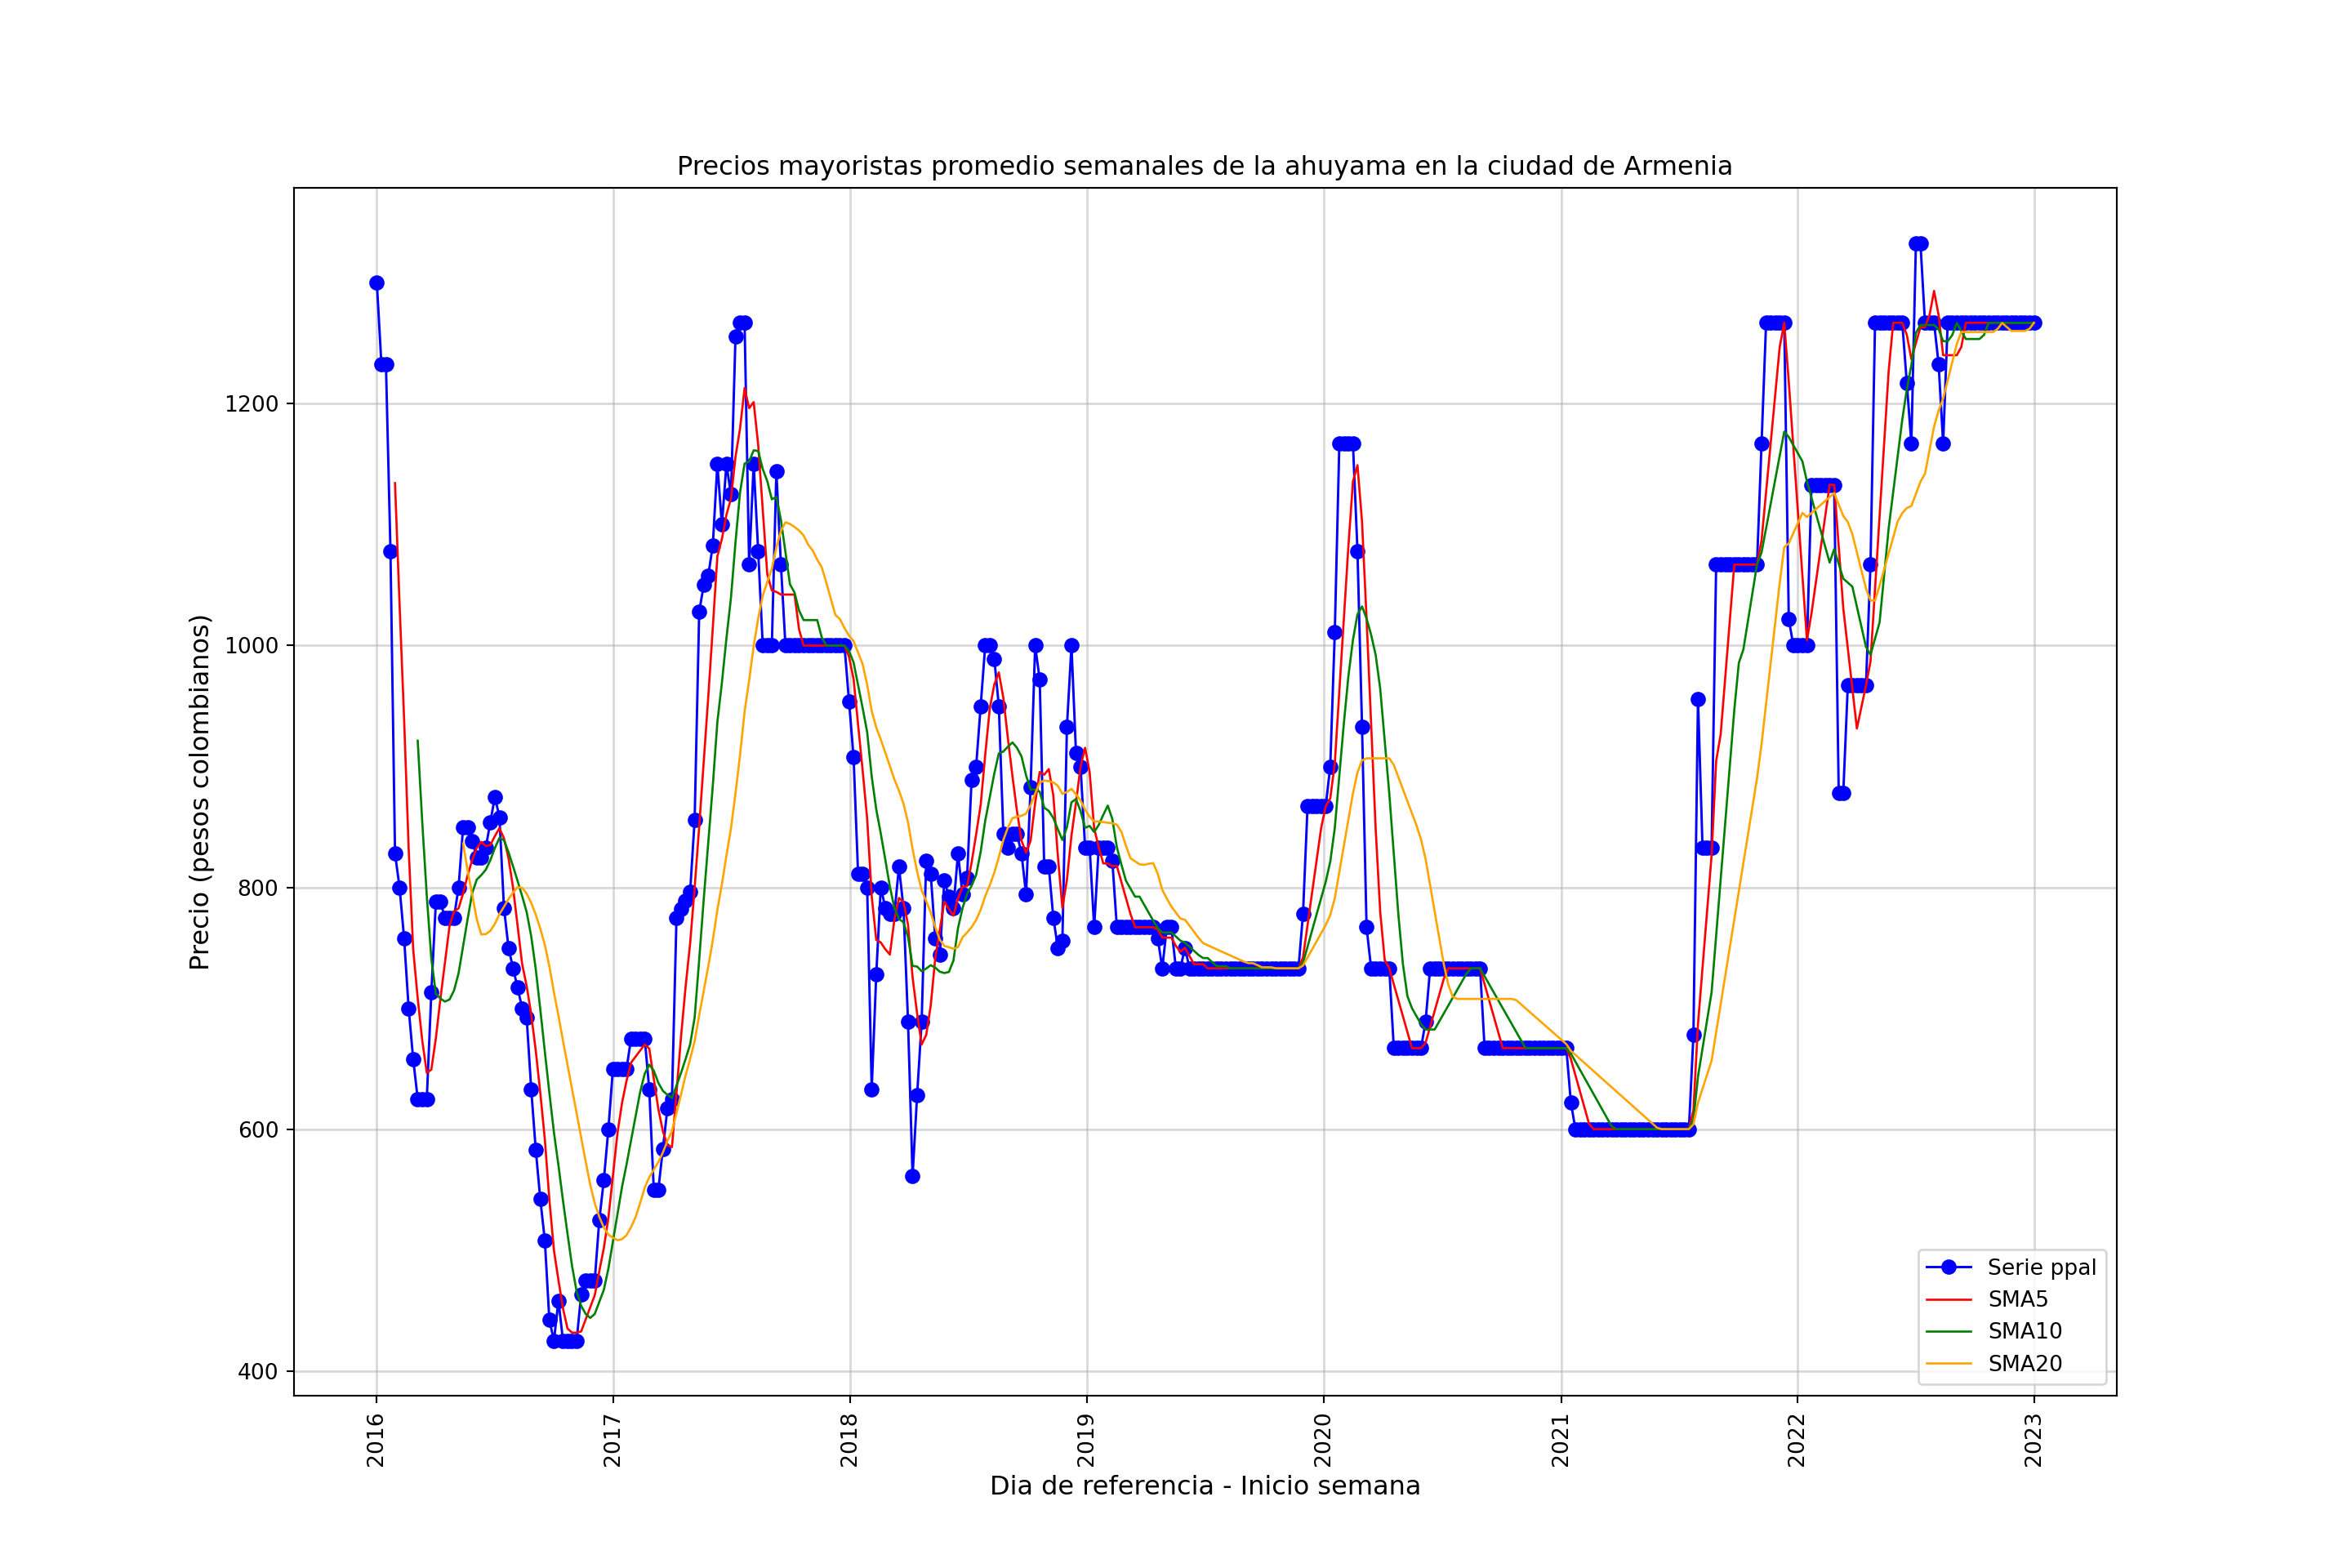 Precios mayoristas promedio semanales de la ahuyama en la ciudad de Armenia
Precio (pesos colombianos)
1200
1000
800
600
400
2016
2017
2018
2019
2020
2021
2022
2023
Dia de referencia - Inicio semana
Serie ppal
SMA5
SMA10
SMA20